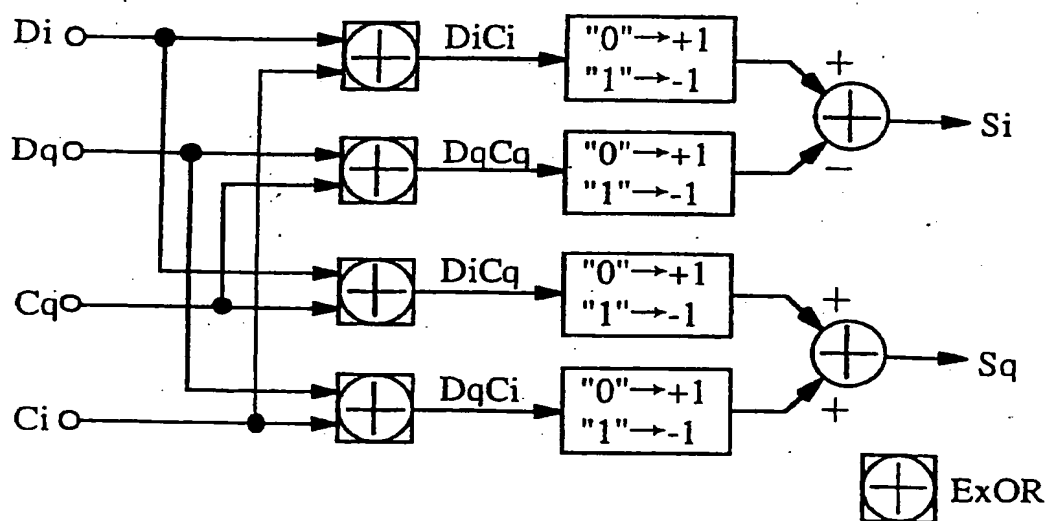 Di
DiCi
"0"→+1
"1"→-1
+
−
Si
Dq
DqCq
"0"→+1
"1"→-1
Cq
DiCq
"0"→+1
"1"→-1
+
+
Sq
Ci
DqCi
"0"→+1
"1"→-1
ExOR